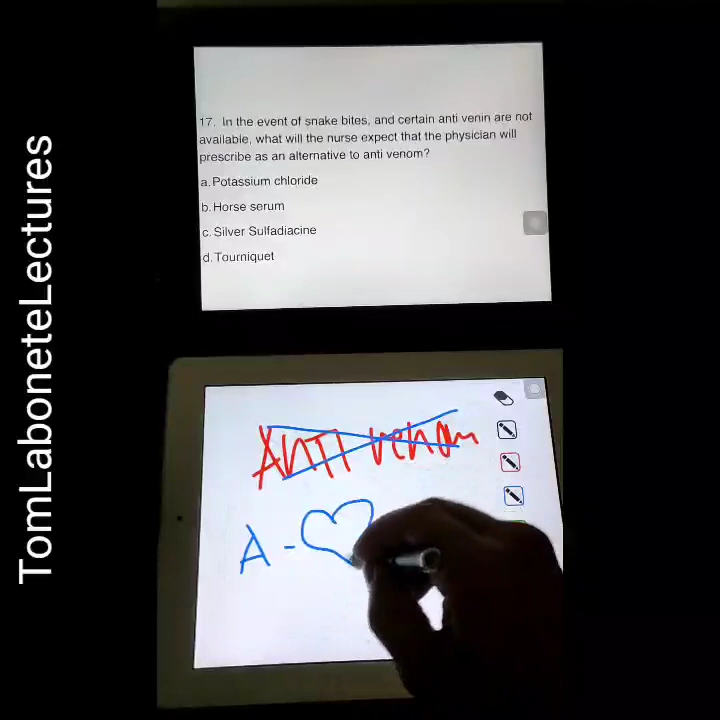 TomLaboneteLectures
17. In the event of snake bites, and certain anti venin are not
available, what will the nurse expect that the physician will
prescribe as an alternative to anti venom?
a. Potassium chloride
b. Horse serum
c. Silver Sulfadiacine
d. Tourniquet
ANTI venom
A -